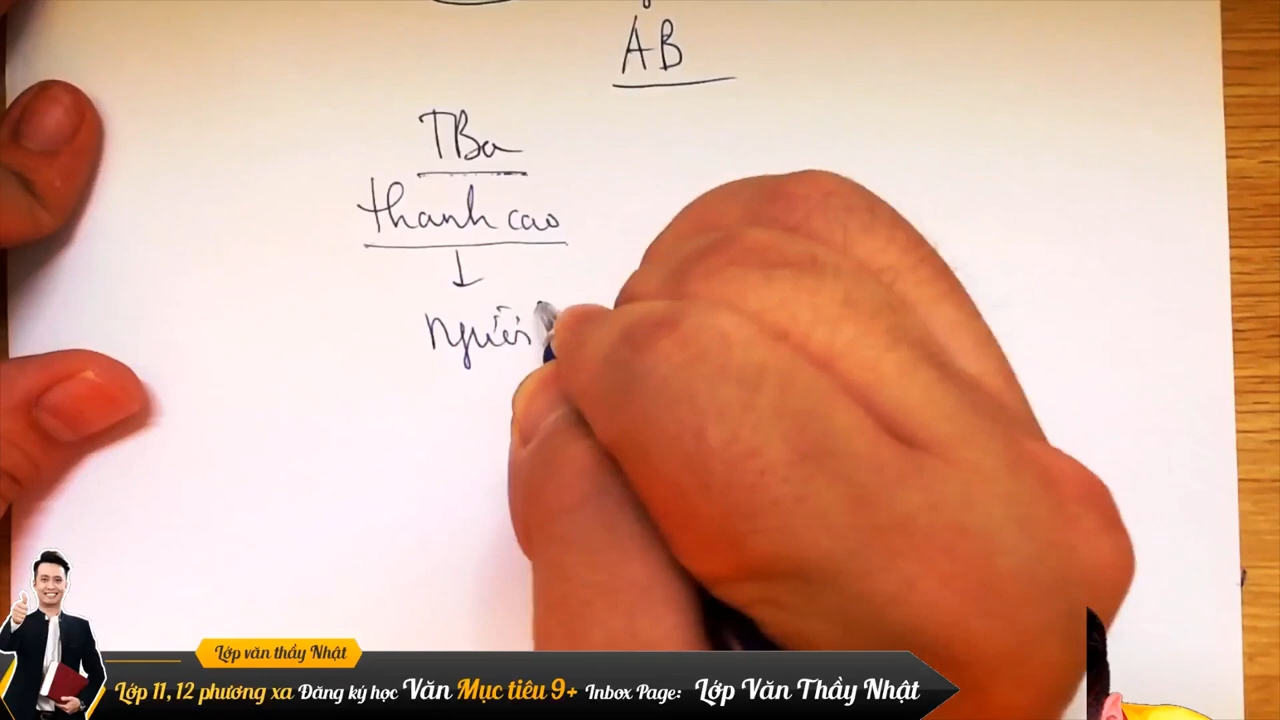 AB
TBa
thanh cao
Người
Lớp văn thầy Nhật
Lớp 11, 12 phương xa Đăng ký học Văn Mục tiêu 9+ Inbox Page: Lớp Văn Thầy Nhật